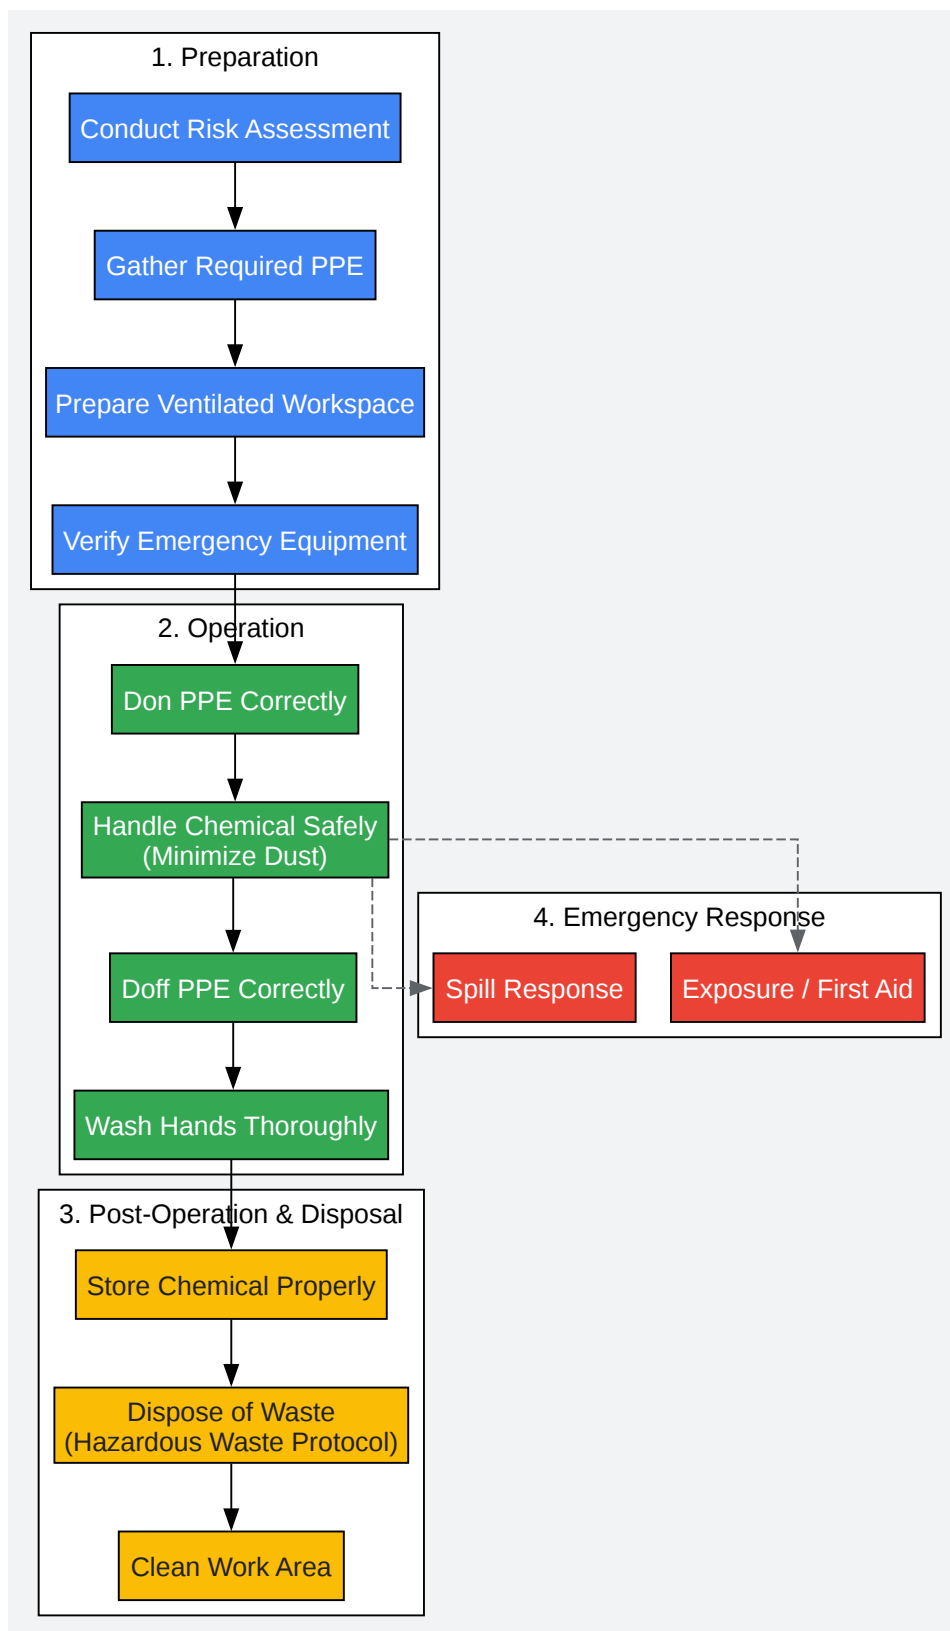 1. Preparation
Conduct Risk Assessment
Gather Required PPE
Prepare Ventilated Workspace
Verify Emergency Equipment
2. Operation
Don PPE Correctly
Handle Chemical Safely
(Minimize Dust)
Doff PPE Correctly
Wash Hands Thoroughly
4. Emergency Response
Spill Response
Exposure / First Aid
3. Post-Operation & Disposal
Store Chemical Properly
Dispose of Waste
(Hazardous Waste Protocol)
Clean Work Area